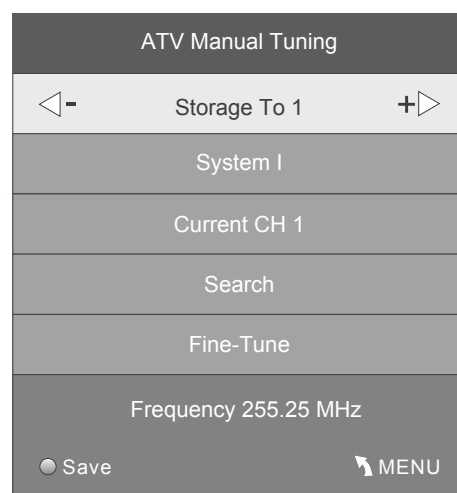 ATV Manual Tuning
- Storage To 1 +
System I
Current CH 1
Search
Fine-Tune
Frequency 255.25 MHz
Save MENU